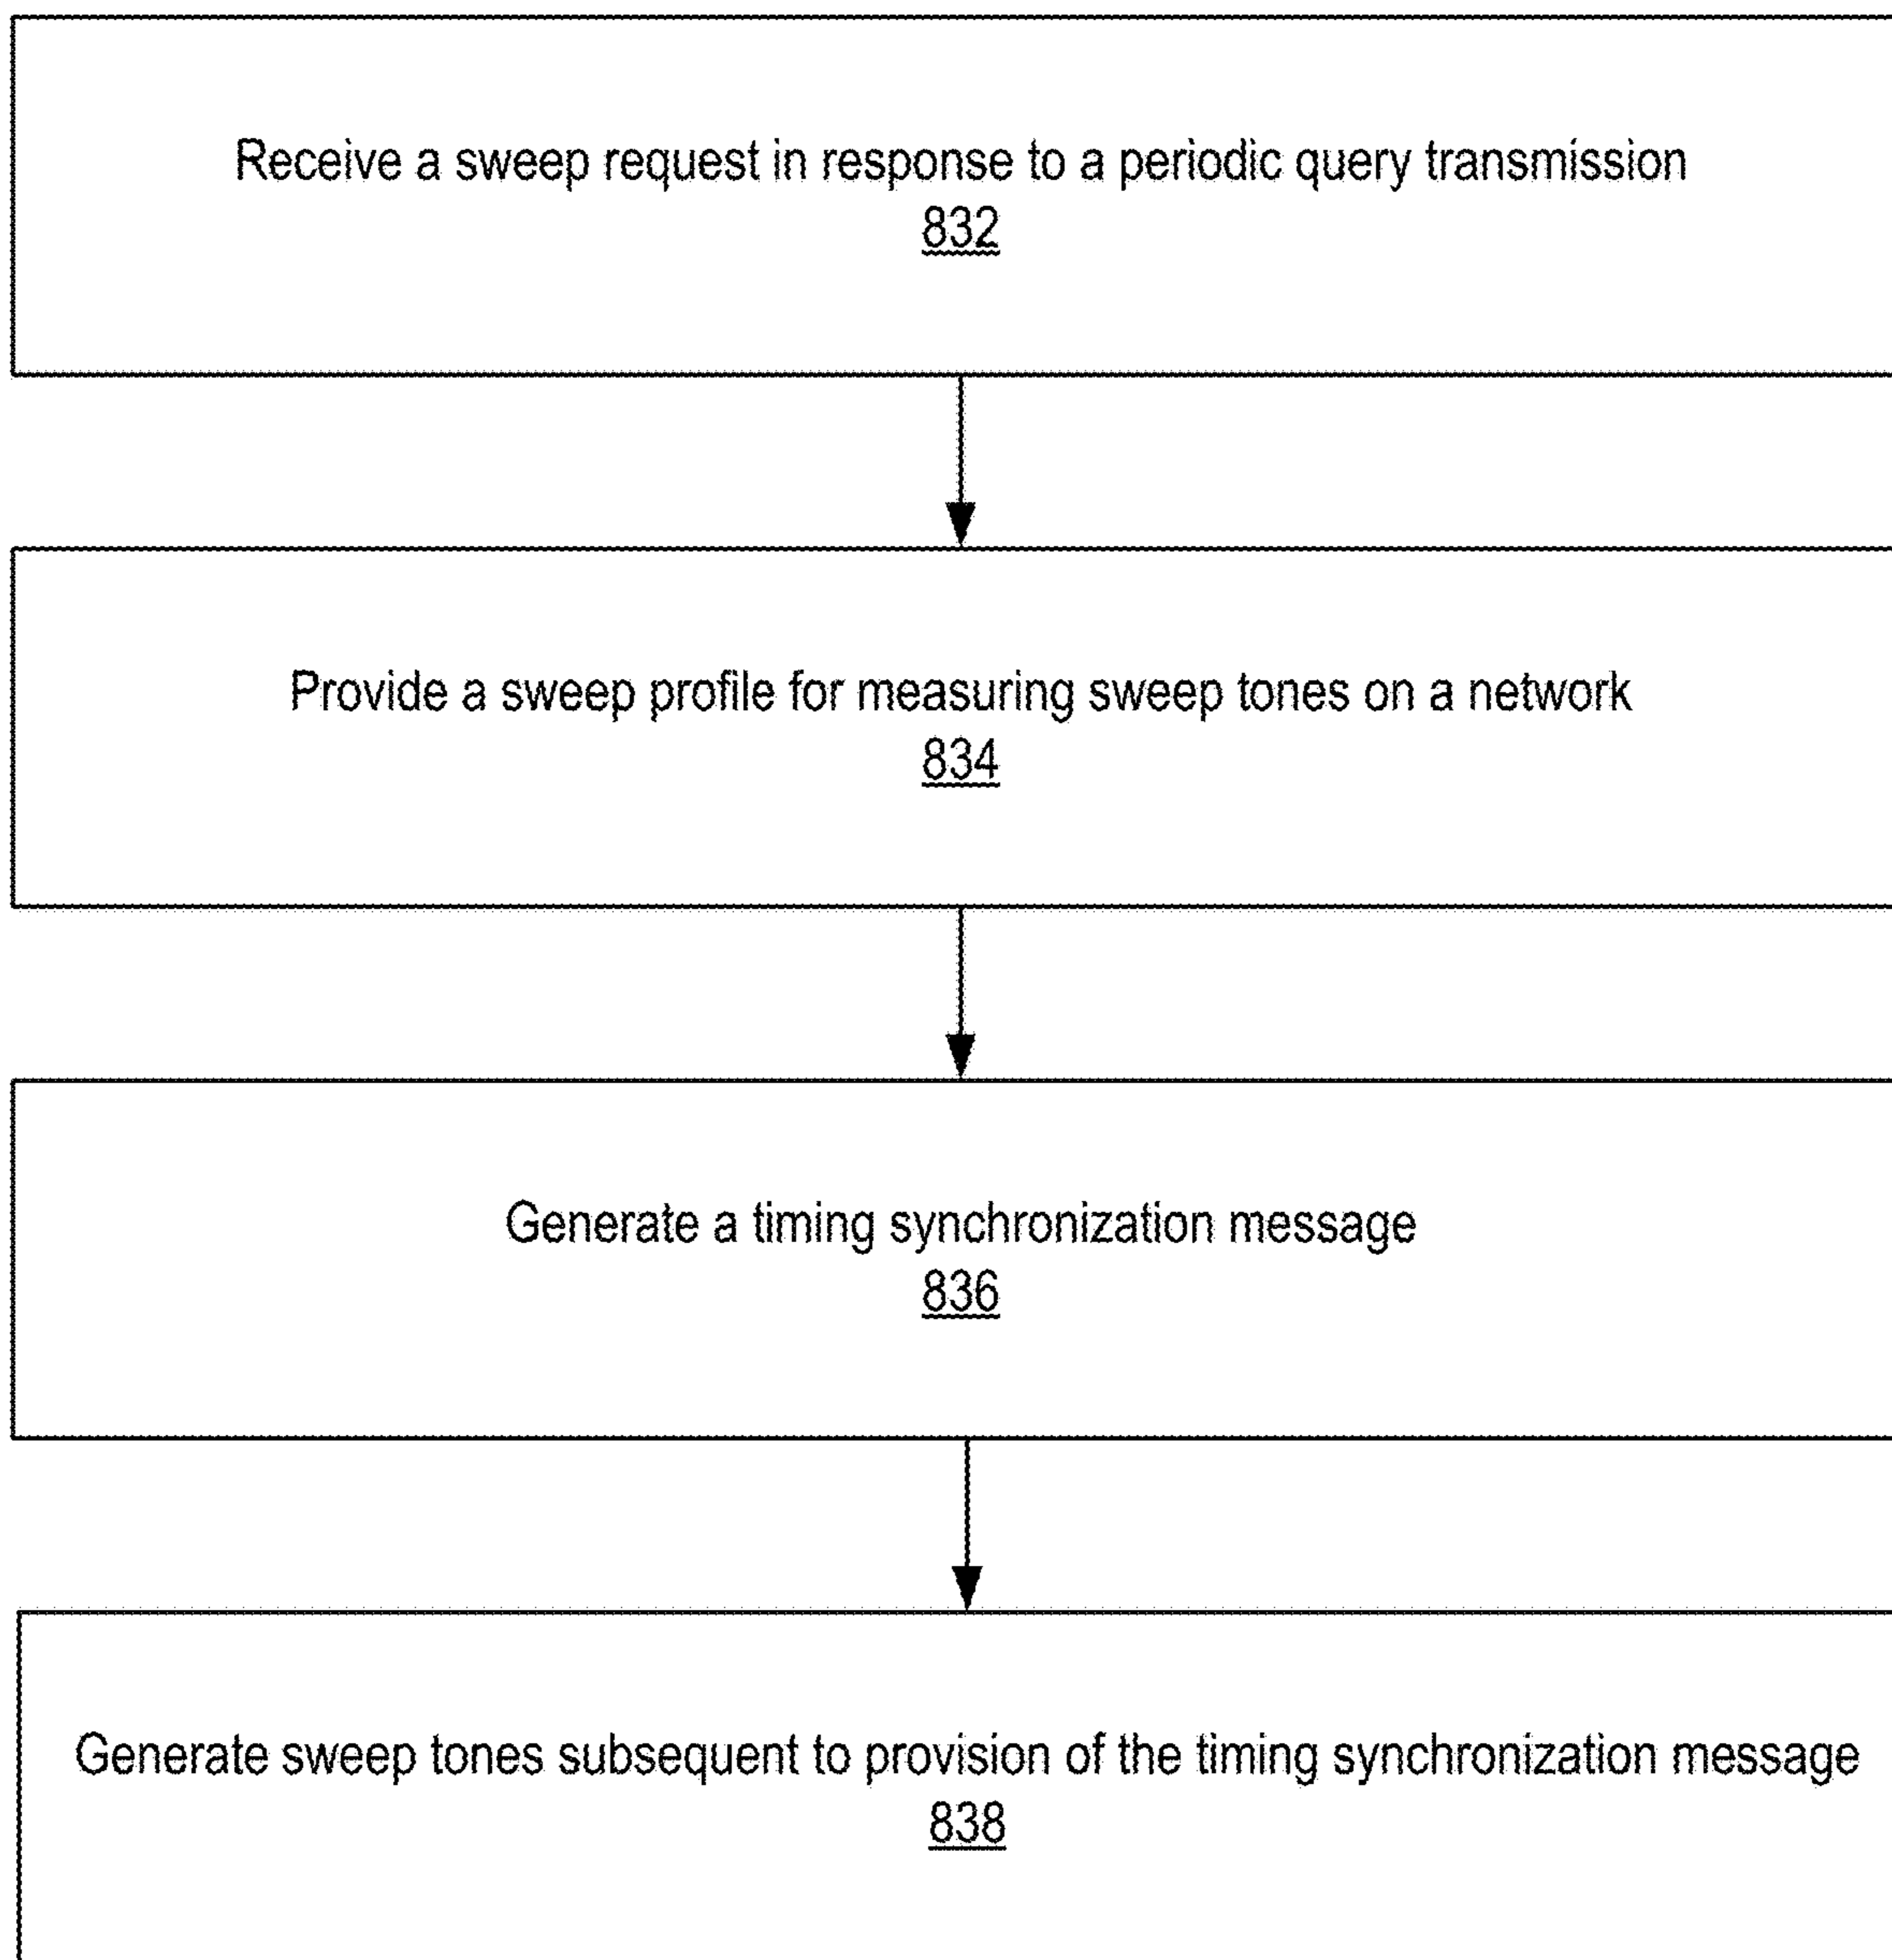 Receive a sweep request in response to a periodic query transmission
832
Provide a sweep profile for measuring sweep tones on a network
834
Generate a timing synchronization message
836
Generate sweep tones subsequent to provision of the timing synchronization message
838